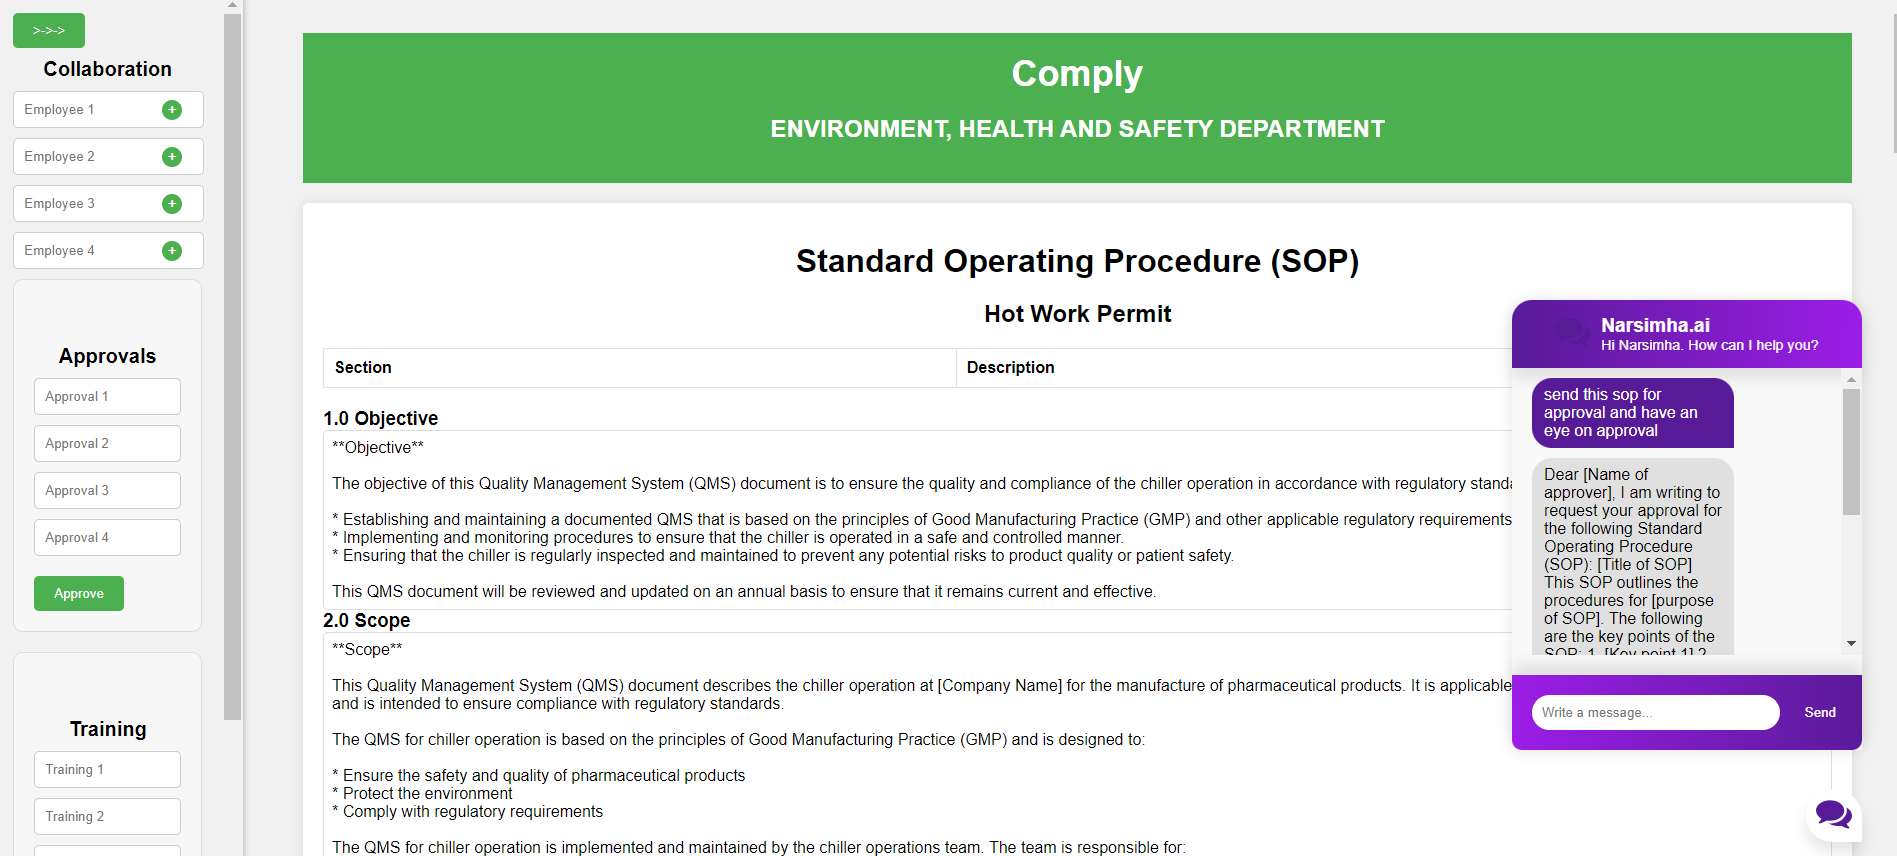 >->->
Collaboration
Employee 1
+
Employee 2
+
Employee 3
+
Employee 4
+
Approvals
Approval 1
Approval 2
Approval 3
Approval 4
Approve
Training
Training 1
Training 2
Comply
ENVIRONMENT, HEALTH AND SAFETY DEPARTMENT
Standard Operating Procedure (SOP)
Hot Work Permit
Section
Description
1.0 Objective
**Objective**
The objective of this Quality Management System (QMS) document is to ensure the quality and compliance of the chiller operation in accordance with regulatory
* Establishing and maintaining a documented QMS that is based on the principles of Good Manufacturing Practice (GMP) and other applicable regulatory requirements
* Implementing and monitoring procedures to ensure that the chiller is operated in a safe and controlled manner.
* Ensuring that the chiller is regularly inspected and maintained to prevent any potential risks to product quality or patient safety.
This QMS document will be reviewed and updated on an annual basis to ensure that it remains current and effective.
2.0 Scope
**Scope**
This Quality Management System (QMS) document describes the chiller operation at [Company Name] for the manufacture of pharmaceutical products. It is applicable
and is intended to ensure compliance with regulatory standards.
The QMS for chiller operation is based on the principles of Good Manufacturing Practice (GMP) and is designed to:
* Ensure the safety and quality of pharmaceutical products
* Protect the environment
* Comply with regulatory requirements
The QMS for chiller operation is implemented and maintained by the chiller operations team. The team is responsible for:
Narsimha.ai
Hi Narsimha. How can I help you?
send this sop for
approval and have an
eye on approval
Dear [Name of
approver], I am writing to
request your approval for
the following Standard
Operating Procedure
(SOP): [Title of SOP]
This SOP outlines the
procedures for [purpose
of SOP]. The following
are the key points of the
SOP: 1. [Key point 1] 2.
Write a message...
Send